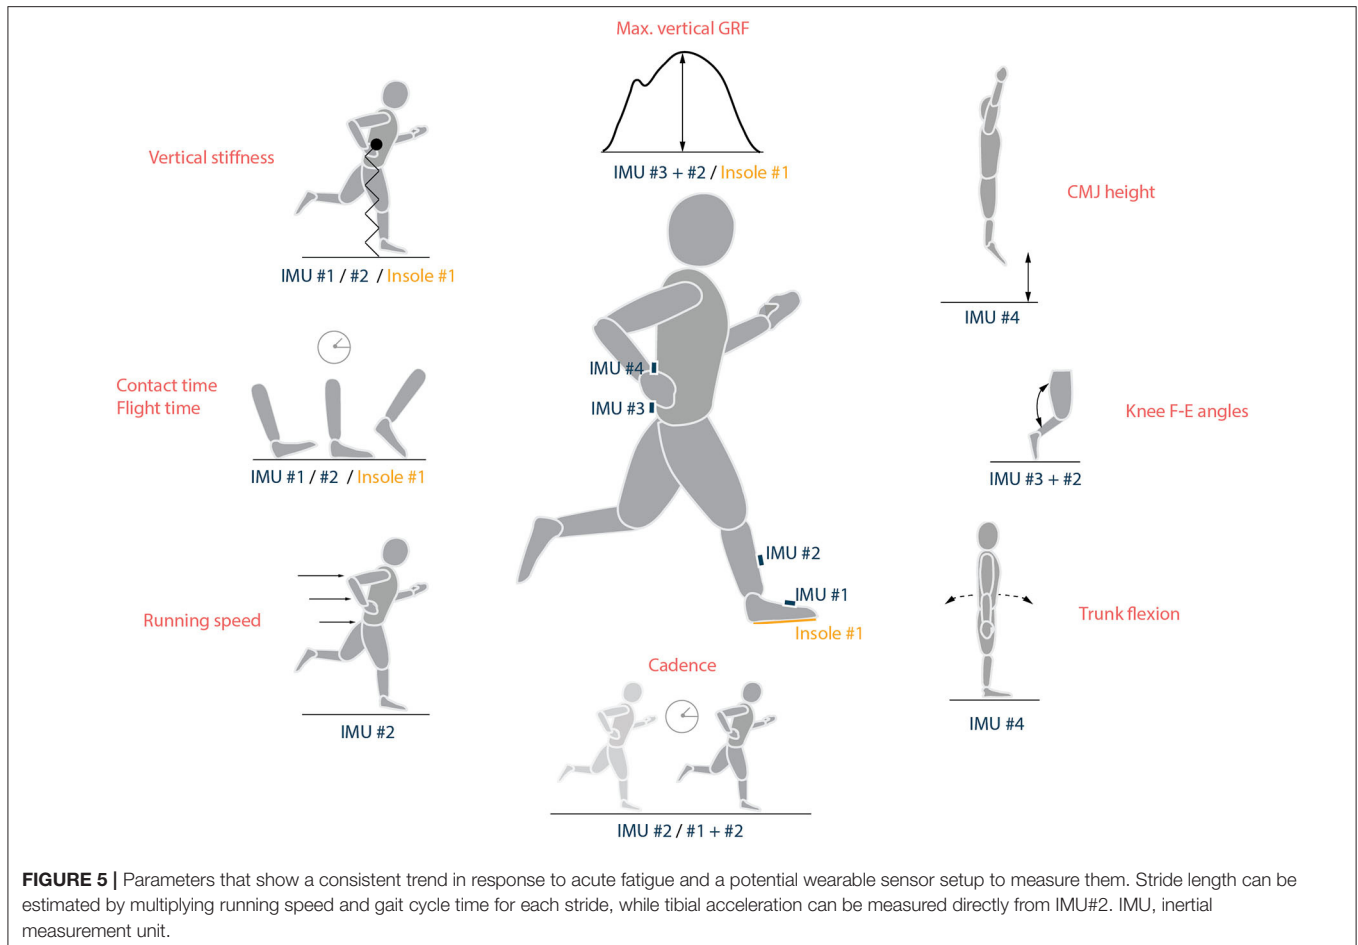 Max. vertical GRF
IMU #3 + #2 / Insole #1
Vertical stiffness
IMU #1 / #2 / Insole #1
CMJ height
IMU #4
Contact time
Flight time
IMU #1 / #2 / Insole #1
IMU #4
IMU #3
Knee F-E angles
IMU #3 + #2
IMU #2
IMU #1
Insole #1
Running speed
IMU #2
Trunk flexion
IMU #4
Cadence
IMU #2 / #1 + #2
FIGURE 5 | Parameters that show a consistent trend in response to acute fatigue and a potential wearable sensor setup to measure them. Stride length can be
estimated by multiplying running speed and gait cycle time for each stride, while tibial acceleration can be measured directly from IMU#2. IMU, inertial
measurement unit.